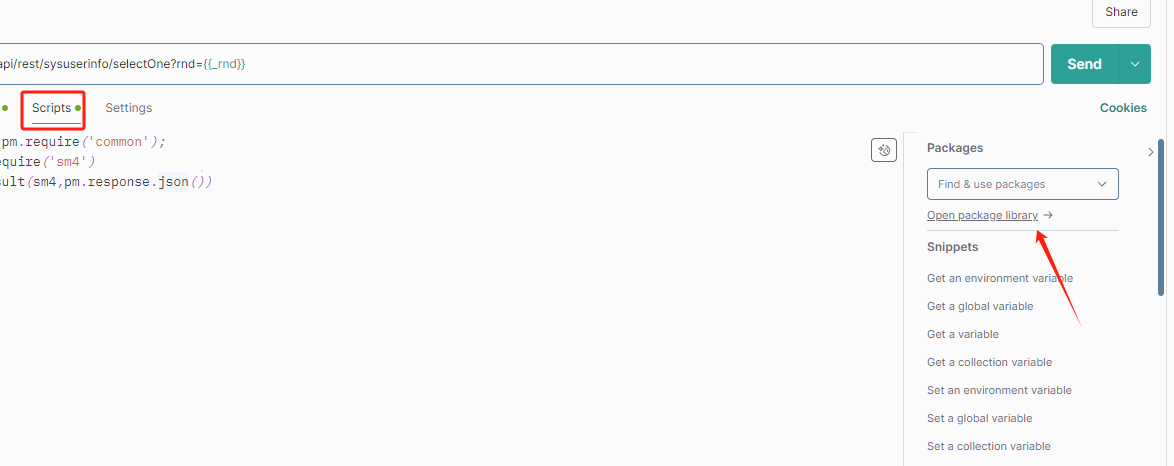 Share
api/rest/sysuserinfo/selectOne?rnd={{_rnd}}
Send
Scripts
Settings
Cookies
pm.require('common');
equire('sm4')
sult(sm4,pm.response.json())
Packages
Find & use packages
Open package library →
Snippets
Get an environment variable
Get a global variable
Get a variable
Get a collection variable
Set an environment variable
Set a global variable
Set a collection variable